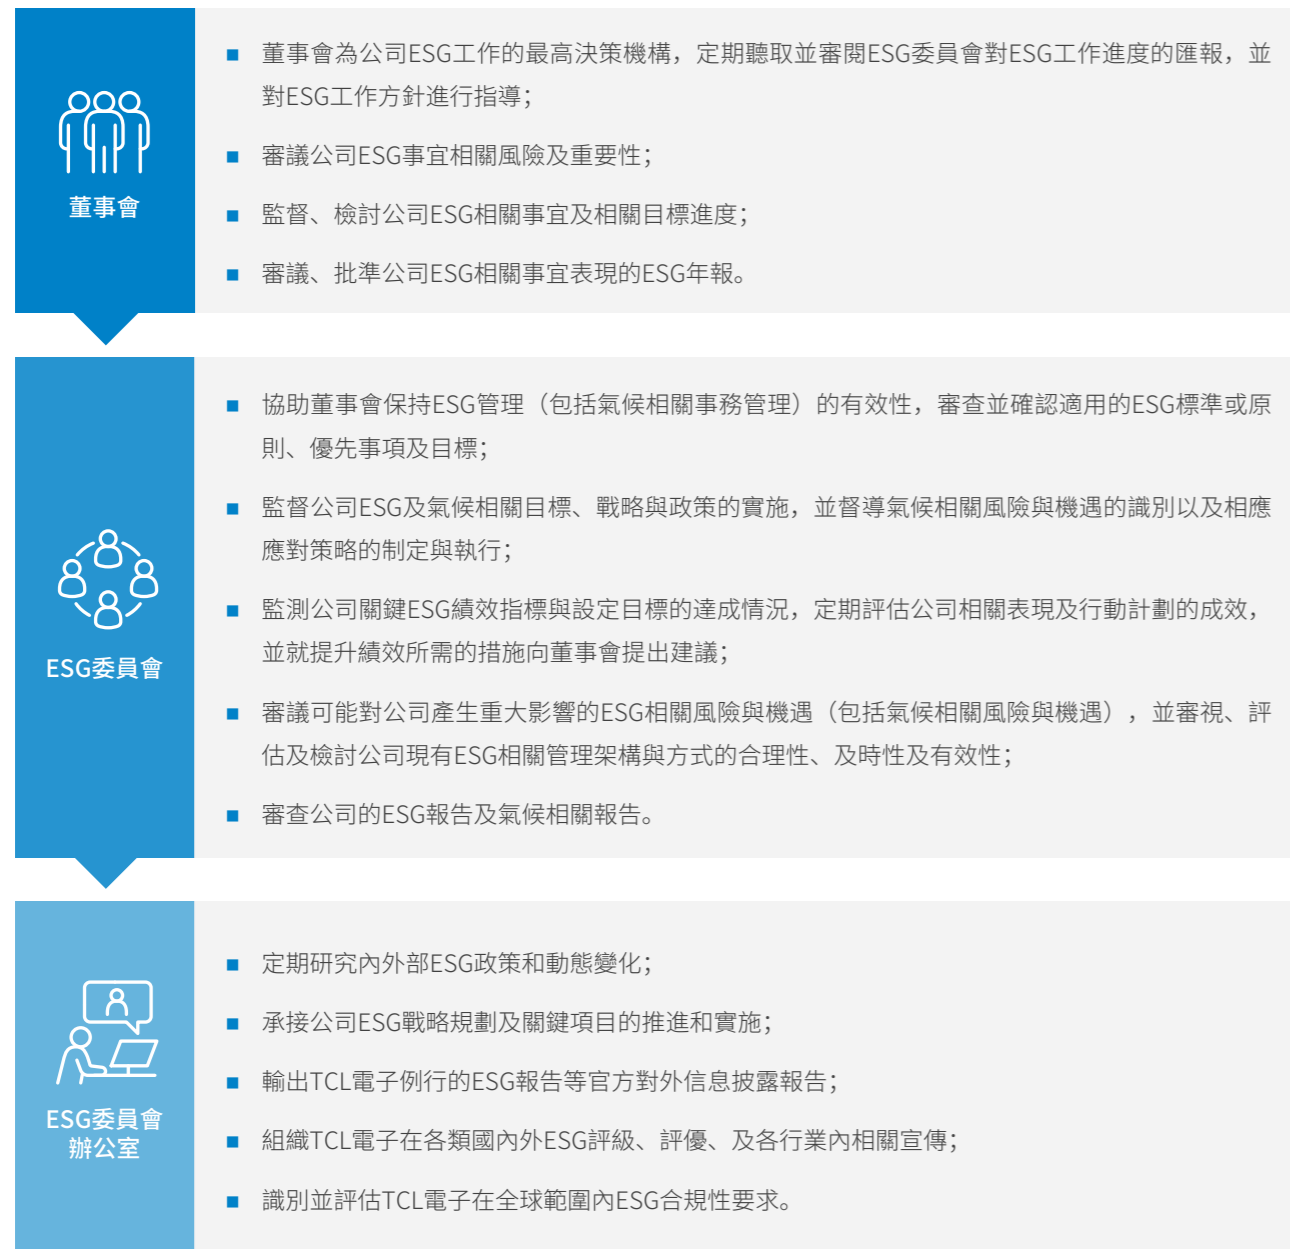 董事會
■ 董事會為公司ESG工作的最高決策機構，定期聽取並審閱ESG委員會對ESG工作進度的匯報，並
對ESG工作方針進行指導；
■ 審議公司ESG事宜相關風險及重要性；
■ 監督、檢討公司ESG相關事宜及相關目標進度；
■ 審議、批準公司ESG相關事宜表現的ESG年報。
ESG委員會
■ 協助董事會保持ESG管理（包括氣候相關事務管理）的有效性，審查並確認適用的ESG標準或原
則、優先事項及目標；
■ 監督公司ESG及氣候相關目標、戰略與政策的實施，並督導氣候相關風險與機遇的識別以及相應
應對策略的制定與執行；
■ 監測公司關鍵ESG績效指標與設定目標的達成情況，定期評估公司相關表現及行動計劃的成效，
並就提升績效所需的措施向董事會提出建議；
■ 審議可能對公司產生重大影響的ESG相關風險與機遇（包括氣候相關風險與機遇），並審視、評
估及檢討公司現有ESG相關管理架構與方式的合理性、及時性及有效性；
■ 審查公司的ESG報告及氣候相關報告。
ESG委員會
辦公室
■ 定期研究內外部ESG政策和動態變化；
■ 承接公司ESG戰略規劃及關鍵項目的推進和實施；
■ 輸出TCL電子例行的ESG報告等官方對外信息披露報告；
■ 組織TCL電子在各類國內外ESG評級、評優、及各行業內相關宣傳；
■ 識別並評估TCL電子在全球範圍內ESG合規性要求。